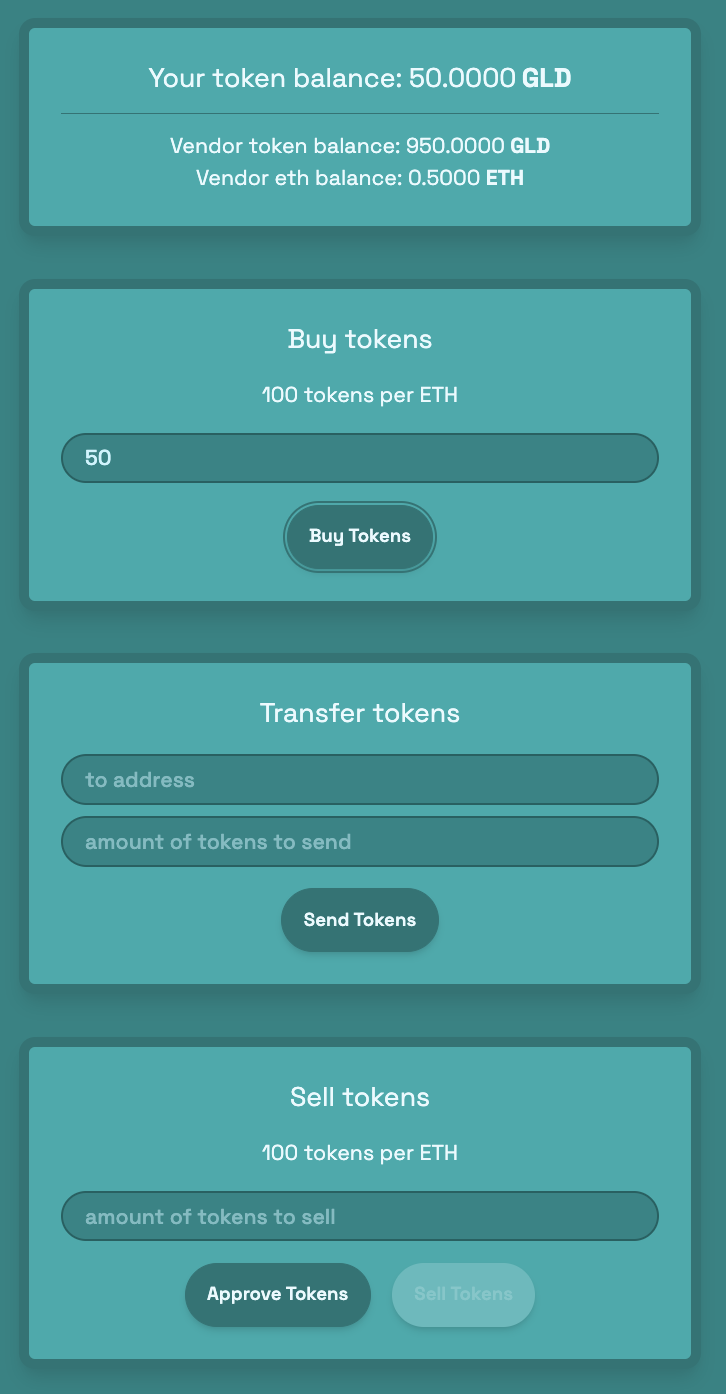 Your token balance: 50.0000 GLD
Vendor token balance: 950.0000 GLD
Vendor eth balance: 0.5000 ETH
Buy tokens
100 tokens per ETH
50
Buy Tokens
Transfer tokens
to address
amount of tokens to send
Send Tokens
Sell tokens
100 tokens per ETH
amount of tokens to sell
Approve Tokens Sell Tokens